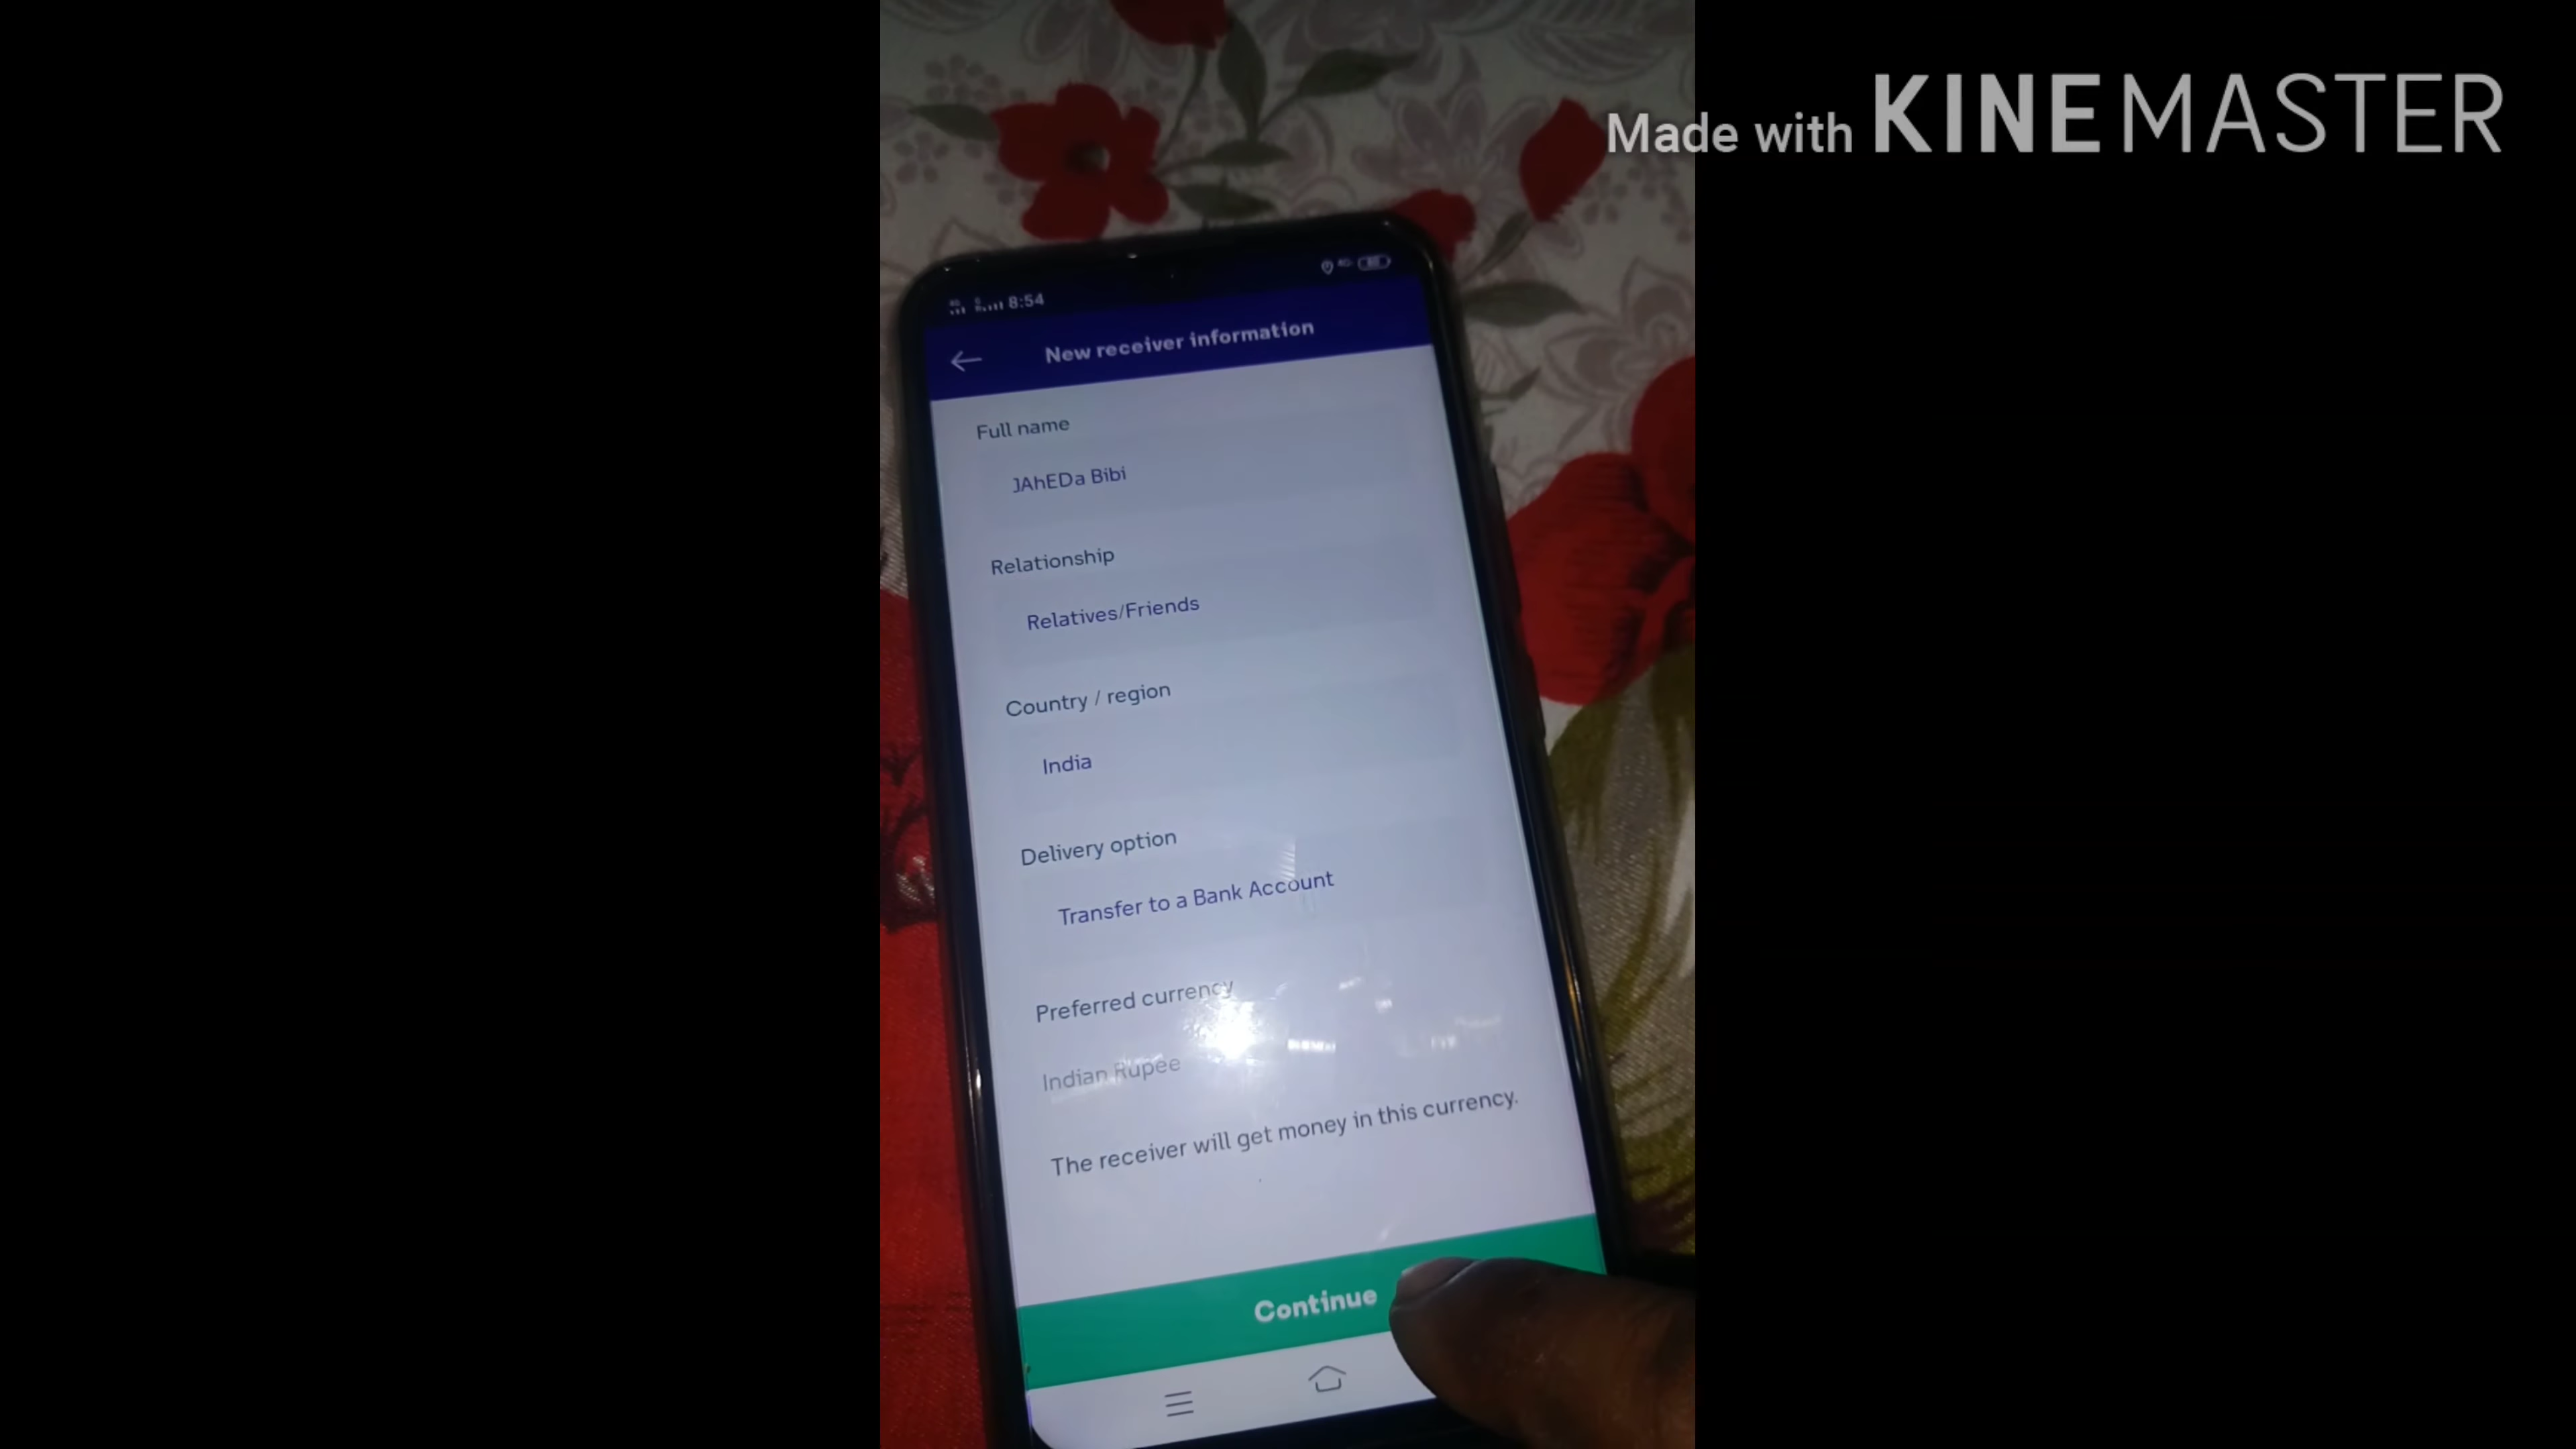 Made with KINEMASTER
8:54
New receiver information
Full name
JAhEDa Bibi
Relationship
Relatives/Friends
Country / region
India
Delivery option
Transfer to a Bank Account
Preferred currency
Indian Rupee
The receiver will get money in this currency.
Continue